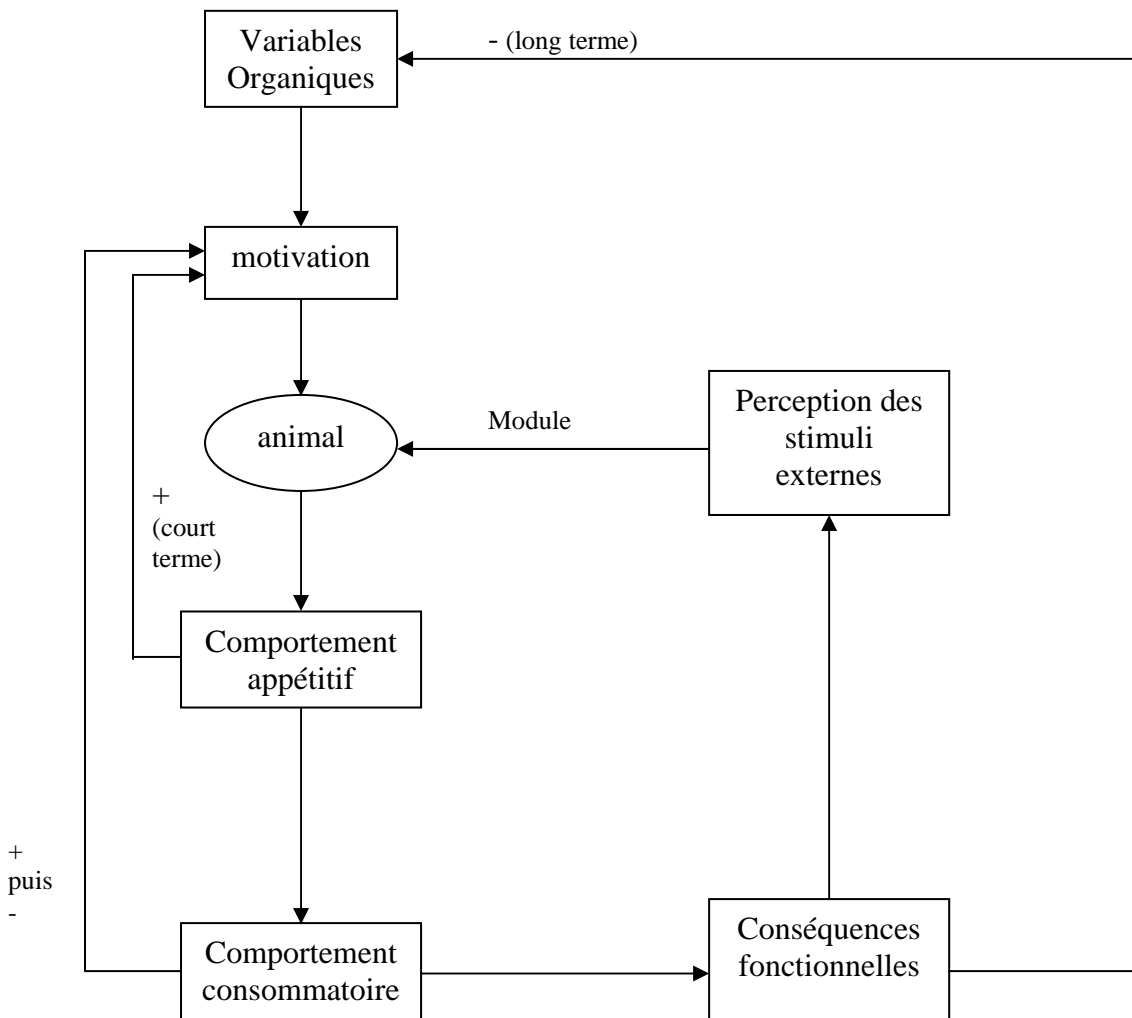 Variables
Organiques
- (long terme)
motivation
animal
Module
Perception des
stimuli
externes
+
(court
terme)
Comportement
appétitif
+
puis
-
Comportement
consommatoire
Conséquences
fonctionnelles